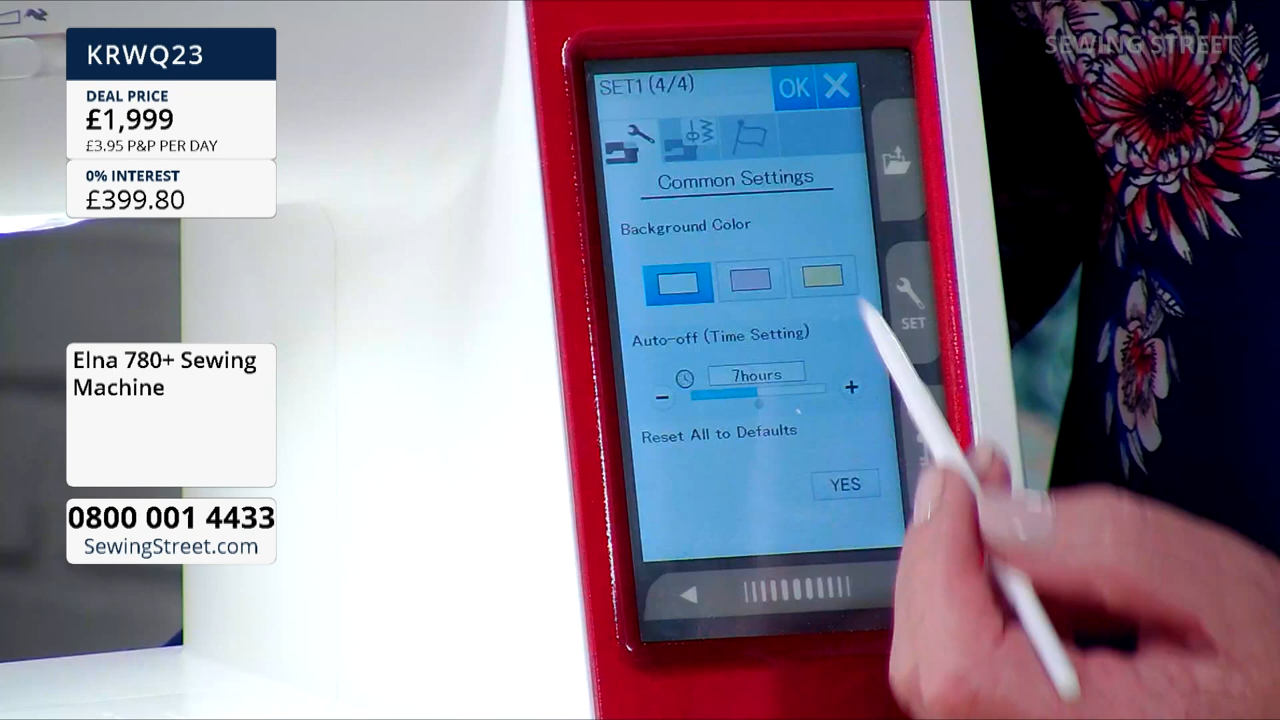 KRWQ23
DEAL PRICE
£1,999
£3.95 P&P PER DAY
0% INTEREST
£399.80
Elna 780+ Sewing
Machine
0800 001 4433
SewingStreet.com
SEWING STREET
SET1 (4/4)
OK
Common Settings
Background Color
Auto-off (Time Setting)
7hours
Reset All to Defaults
YES
SET